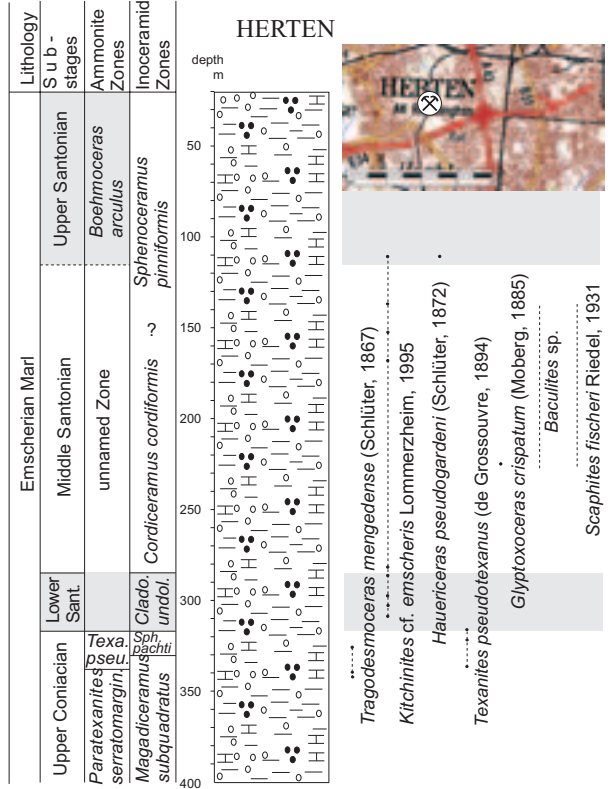 HERTEN
Lithology
Sub-
stages
Ammonite
Zones
Inoceramid
Zones
depth
m
HERTEN
Emscherian Marl
Upper Santonian
Middle Santonian
Lower
Sant.
Upper Coniacian
Boehmoceras
arculus
unnamed Zone
Texa.
pseu.
Paratexanites
serratomargin.
Sphenoceramus
pinniformis
?
Cordiceramus cordiformis
Clado.
undol.
Sph.
pachti
Magadiceramus
subquadratus
50
100
150
200
250
300
350
400
Tragodesmoceras mengedense (Schlüter, 1867)
Kitchinites cf. emscheris Lommerzheim, 1995
Hauericeras pseudogardeni (Schlüter, 1872)
Texanites pseudotexanus (de Grossouvre, 1894)
Glyptoxoceras crispatum (Moberg, 1885)
Baculites sp.
Scaphites fischeri Riedel, 1931